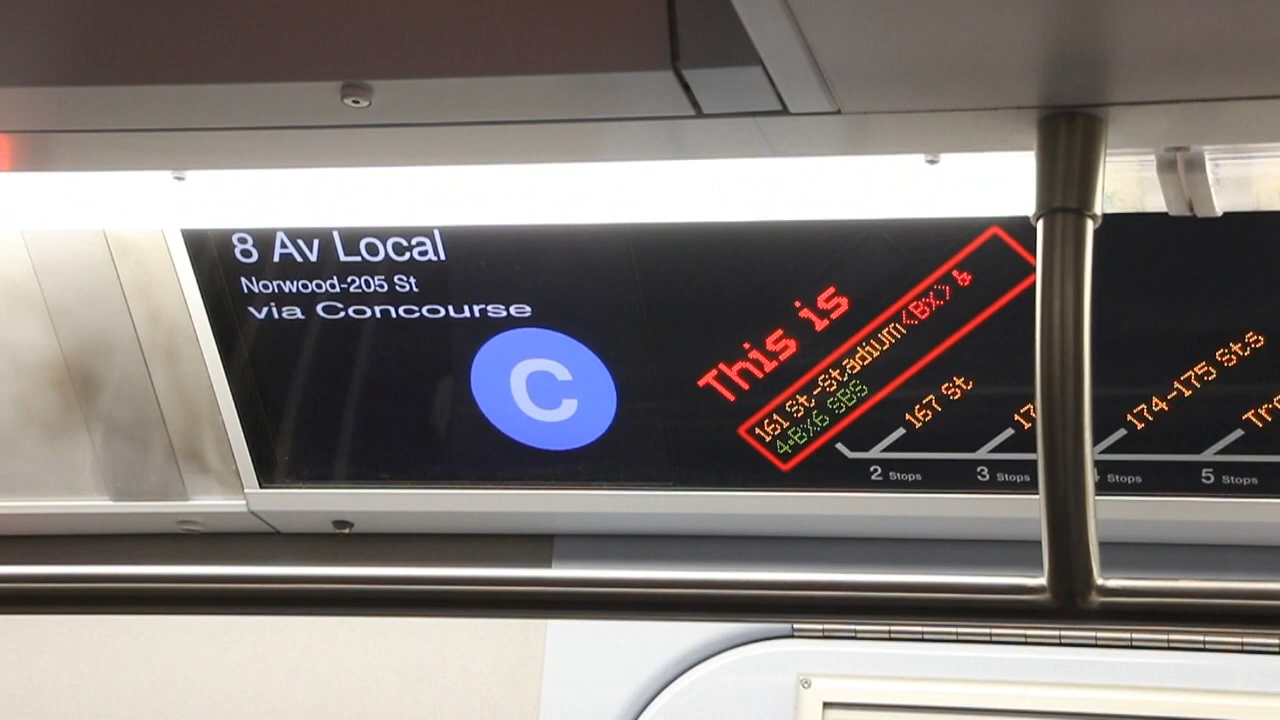 8 Av Local
Norwood-205 St
via Concourse
C
This is
161 St-Stadium <Bx> &
4-Bx6 SBS
167 St
174-175 Sts
2 Stops
3 Stops
Stops
5 Stops